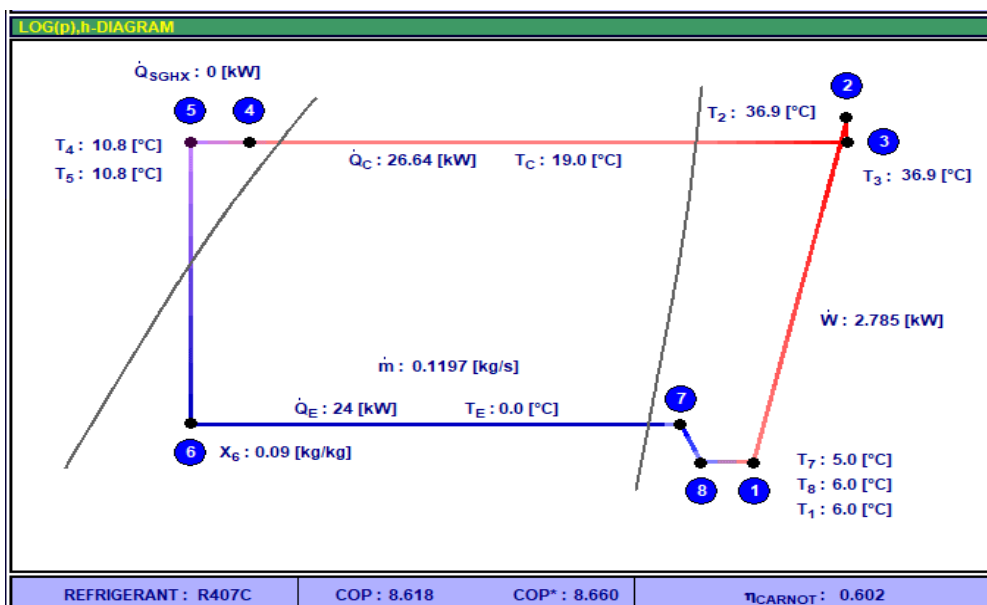 LOG(p),h-DIAGRAM
Q̇SGHX : 0 [kW]
5
4
2
T2 : 36.9 [°C]
3
T4 : 10.8 [°C]
Q̇C : 26.64 [kW]
TC : 19.0 [°C]
T5 : 10.8 [°C]
T3 : 36.9 [°C]
Ẇ : 2.785 [kW]
ṁ : 0.1197 [kg/s]
Q̇E : 24 [kW]
TE : 0.0 [°C]
7
6
X6 : 0.09 [kg/kg]
8
1
T7 : 5.0 [°C]
T8 : 6.0 [°C]
T1 : 6.0 [°C]
REFRIGERANT : R407C
COP : 8.618
COP* : 8.660
ηCARNOT : 0.602